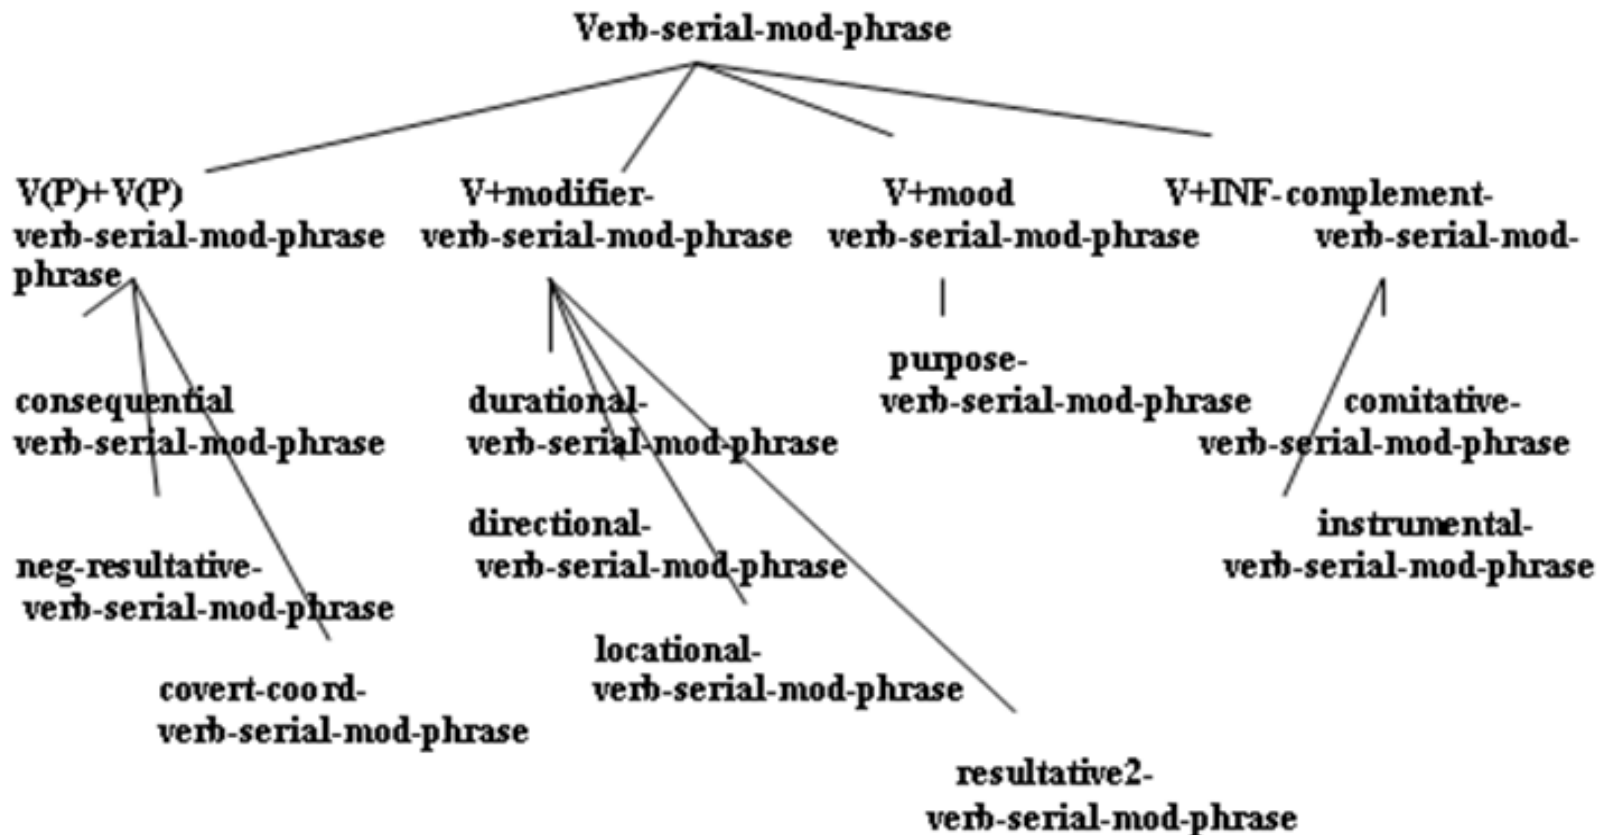 Verb-serial-mod-phrase
V(P)+V(P)
verb-serial-mod-phrase
phrase
V+modifier-
verb-serial-mod-phrase
V+mood
verb-serial-mod-phrase
V+INF-complement-
verb-serial-mod-
consequential
verb-serial-mod-phrase
neg-resultative-
verb-serial-mod-phrase
covert-coord-
verb-serial-mod-phrase
durational-
verb-serial-mod-phrase
directional-
verb-serial-mod-phrase
locational-
verb-serial-mod-phrase
resultative2-
verb-serial-mod-phrase
purpose-
verb-serial-mod-phrase
comitative-
verb-serial-mod-phrase
instrumental-
verb-serial-mod-phrase